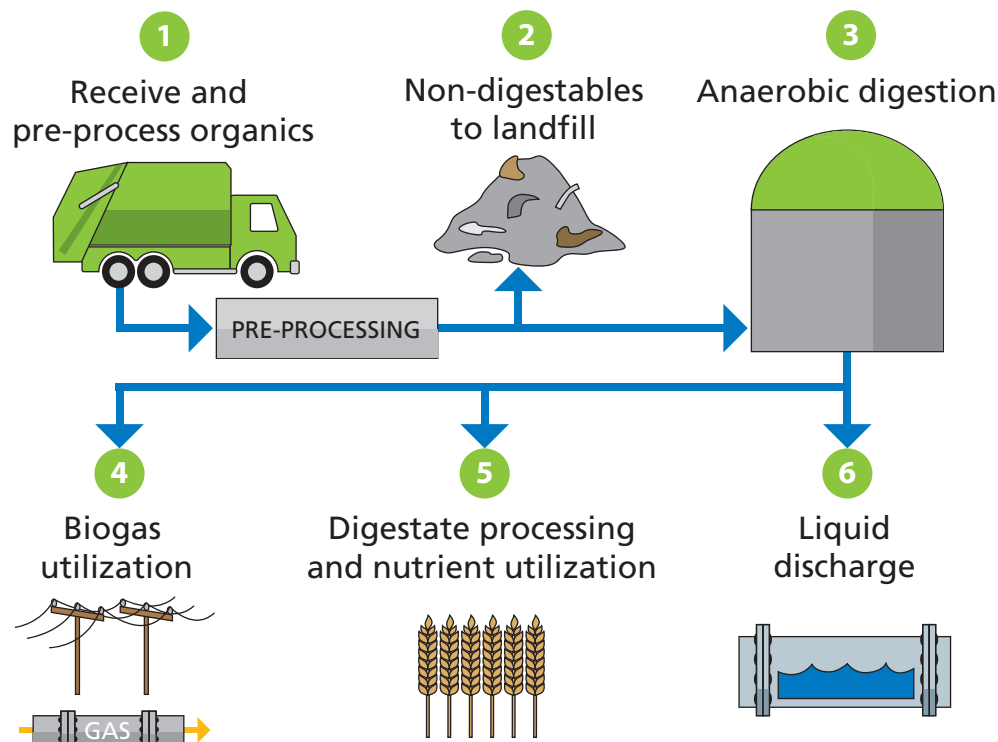 1
Receive and
pre-process organics
2
Non-digestables
to landfill
3
Anaerobic digestion
PRE-PROCESSING
4
Biogas
utilization
GAS
5
Digestate processing
and nutrient utilization
6
Liquid
discharge